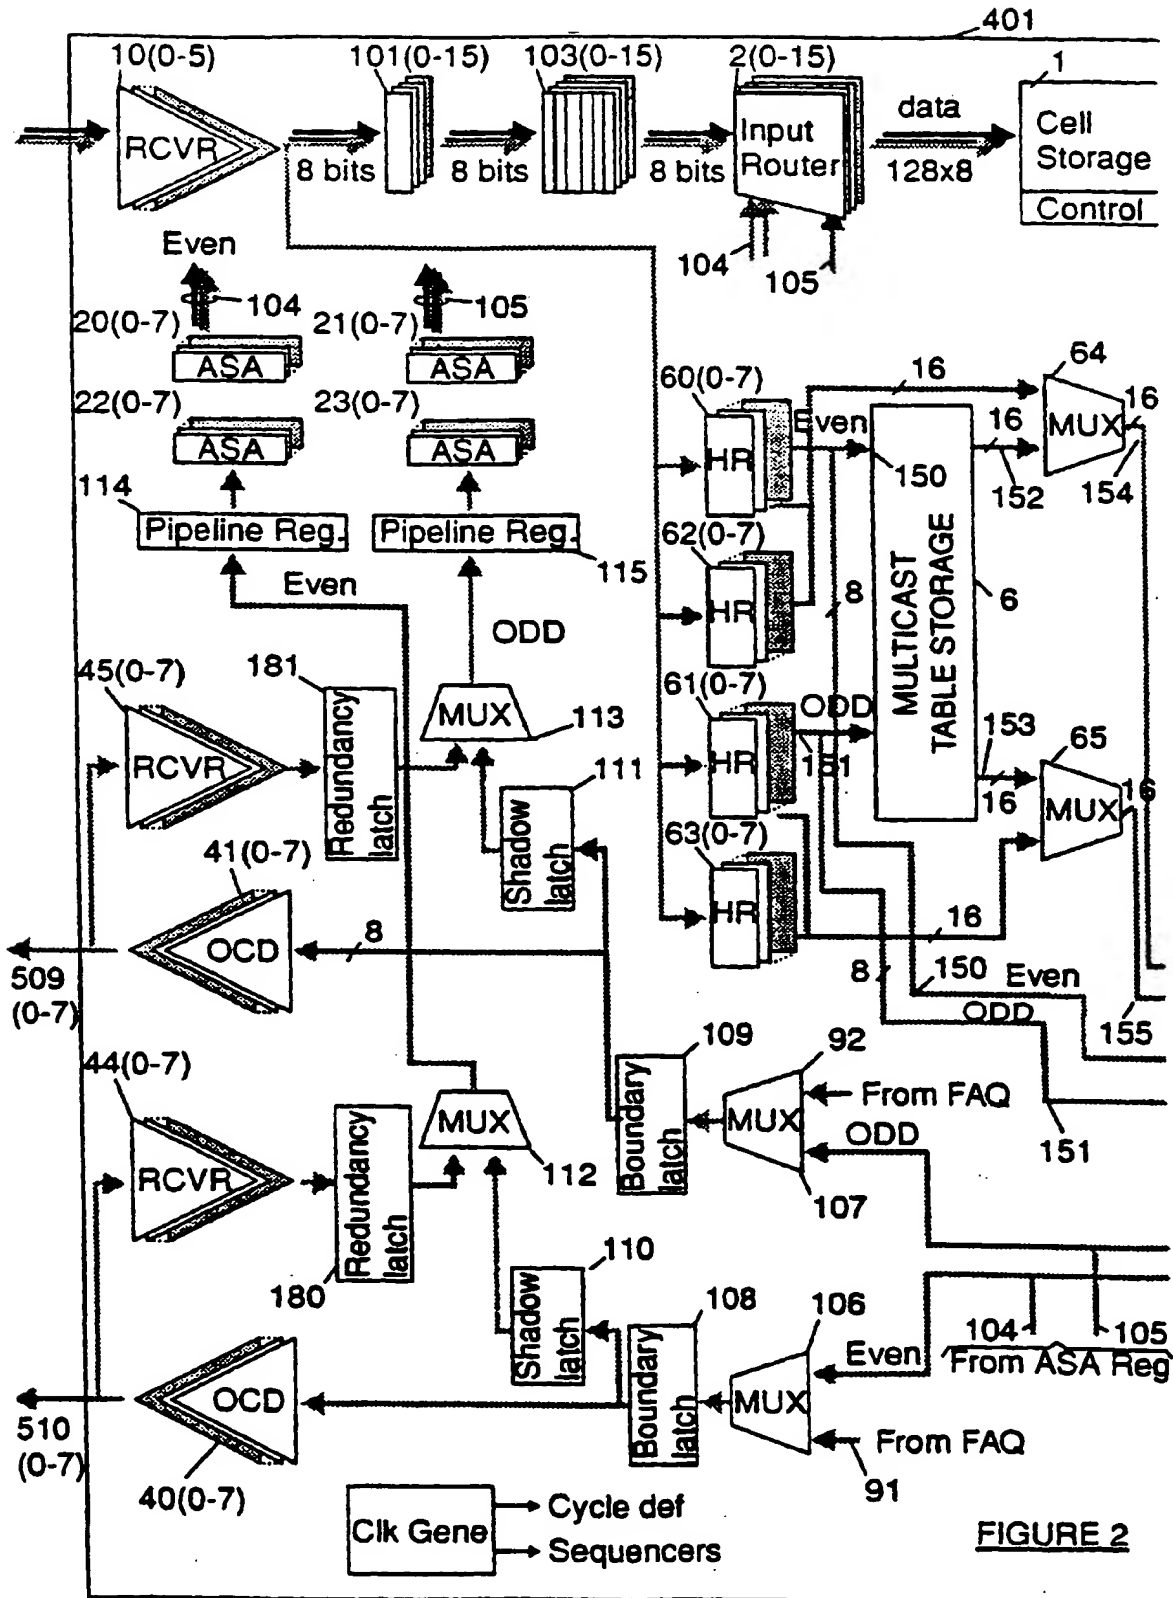 401
10(0-5)
101(0-15)
103(0-15)
2(0-15)
1
RCVR
8 bits
8 bits
8 bits
Input
Router
data
128x8
Cell
Storage
Control
104
105
Even
104
105
20(0-7)
ASA
21(0-7)
ASA
22(0-7)
ASA
23(0-7)
ASA
114
Pipeline Reg.
Pipeline Reg.
115
Even
ODD
60(0-7)
HR
Even
16
64
MUX
16
16
150
152
154
62(0-7)
HR
8
MULTICAST
TABLE STORAGE
6
61(0-7)
HR
ODD
151
153
16
65
MUX
16
63(0-7)
HR
16
8
150
Even
ODD
155
151
45(0-7)
RCVR
181
Redundancy
latch
MUX
113
111
Shadow
latch
41(0-7)
OCD
8
509
(0-7)
44(0-7)
RCVR
Redundancy
latch
180
MUX
112
109
Boundary
latch
92
MUX
From FAQ
ODD
107
110
Shadow
latch
108
Boundary
latch
106
MUX
Even
104
105
From ASA Reg
From FAQ
91
OCD
510
(0-7)
40(0-7)
Clk Gene
Cycle def
Sequencers
FIGURE 2